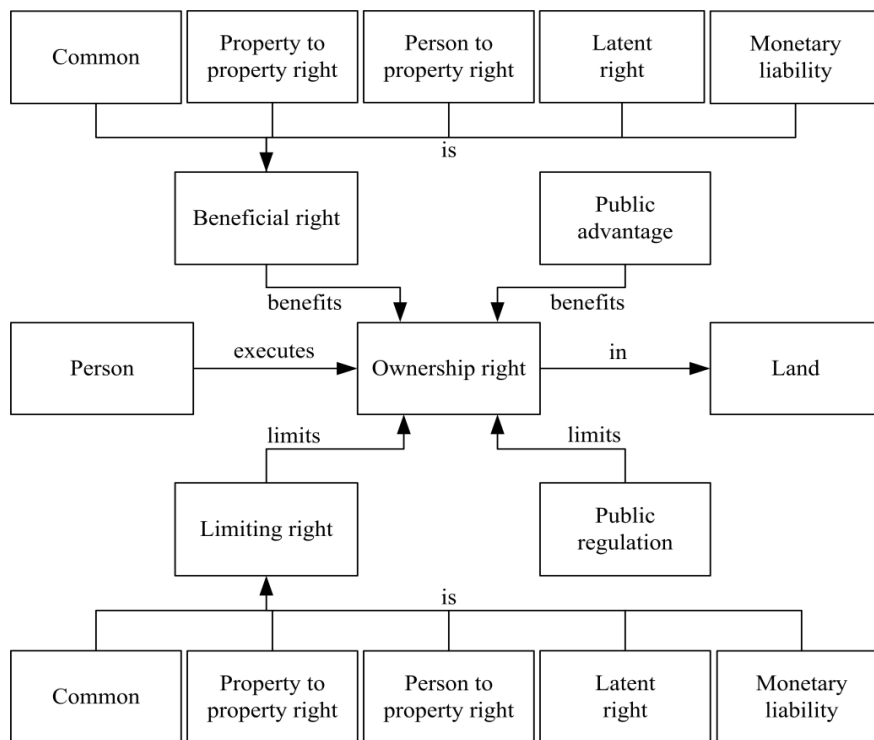 Common
Property to
property right
Person to
property right
Latent
right
Monetary
liability
is
Beneficial right
Public
advantage
benefits
benefits
Person
executes
Ownership right
in
Land
limits
limits
Limiting right
Public
regulation
is
Common
Property to
property right
Person to
property right
Latent
right
Monetary
liability